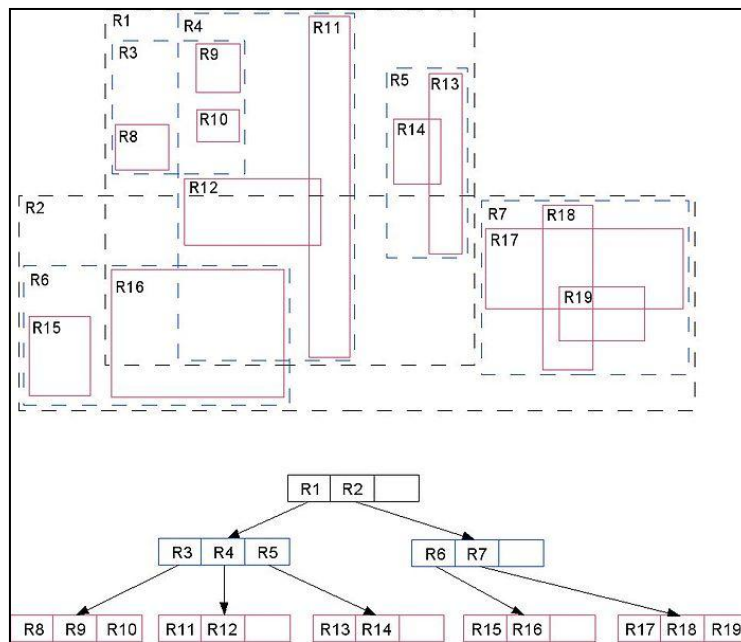 R1
R4
R11
R3
R9
R5
R13
R10
R8
R14
R12
R2
R7
R18
R17
R6
R16
R19
R15
R1 R2
R3 R4 R5
R6 R7
R8 R9 R10
R11 R12
R13 R14
R15 R16
R17 R18 R19